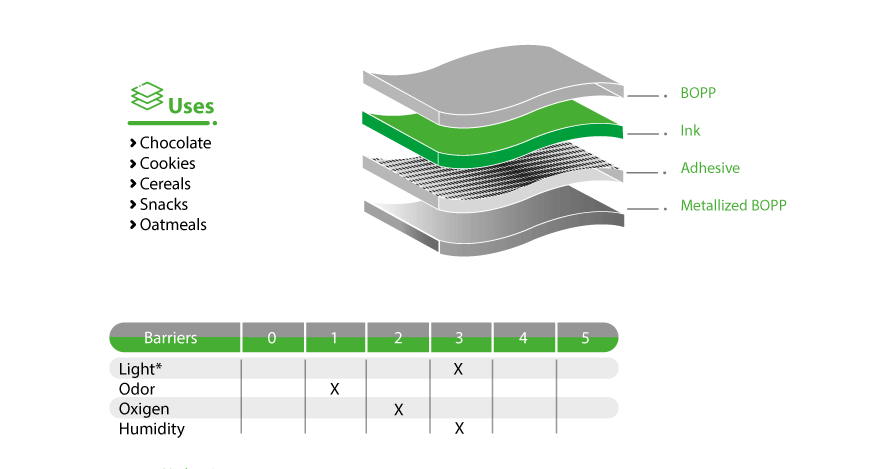 Uses
Chocolate
Cookies
Cereals
Snacks
Oatmeals
BOPP
Ink
Adhesive
Metallized BOPP
Barriers 0 1 2 3 4 5
Light* X
Odor X
Oxigen X
Humidity X